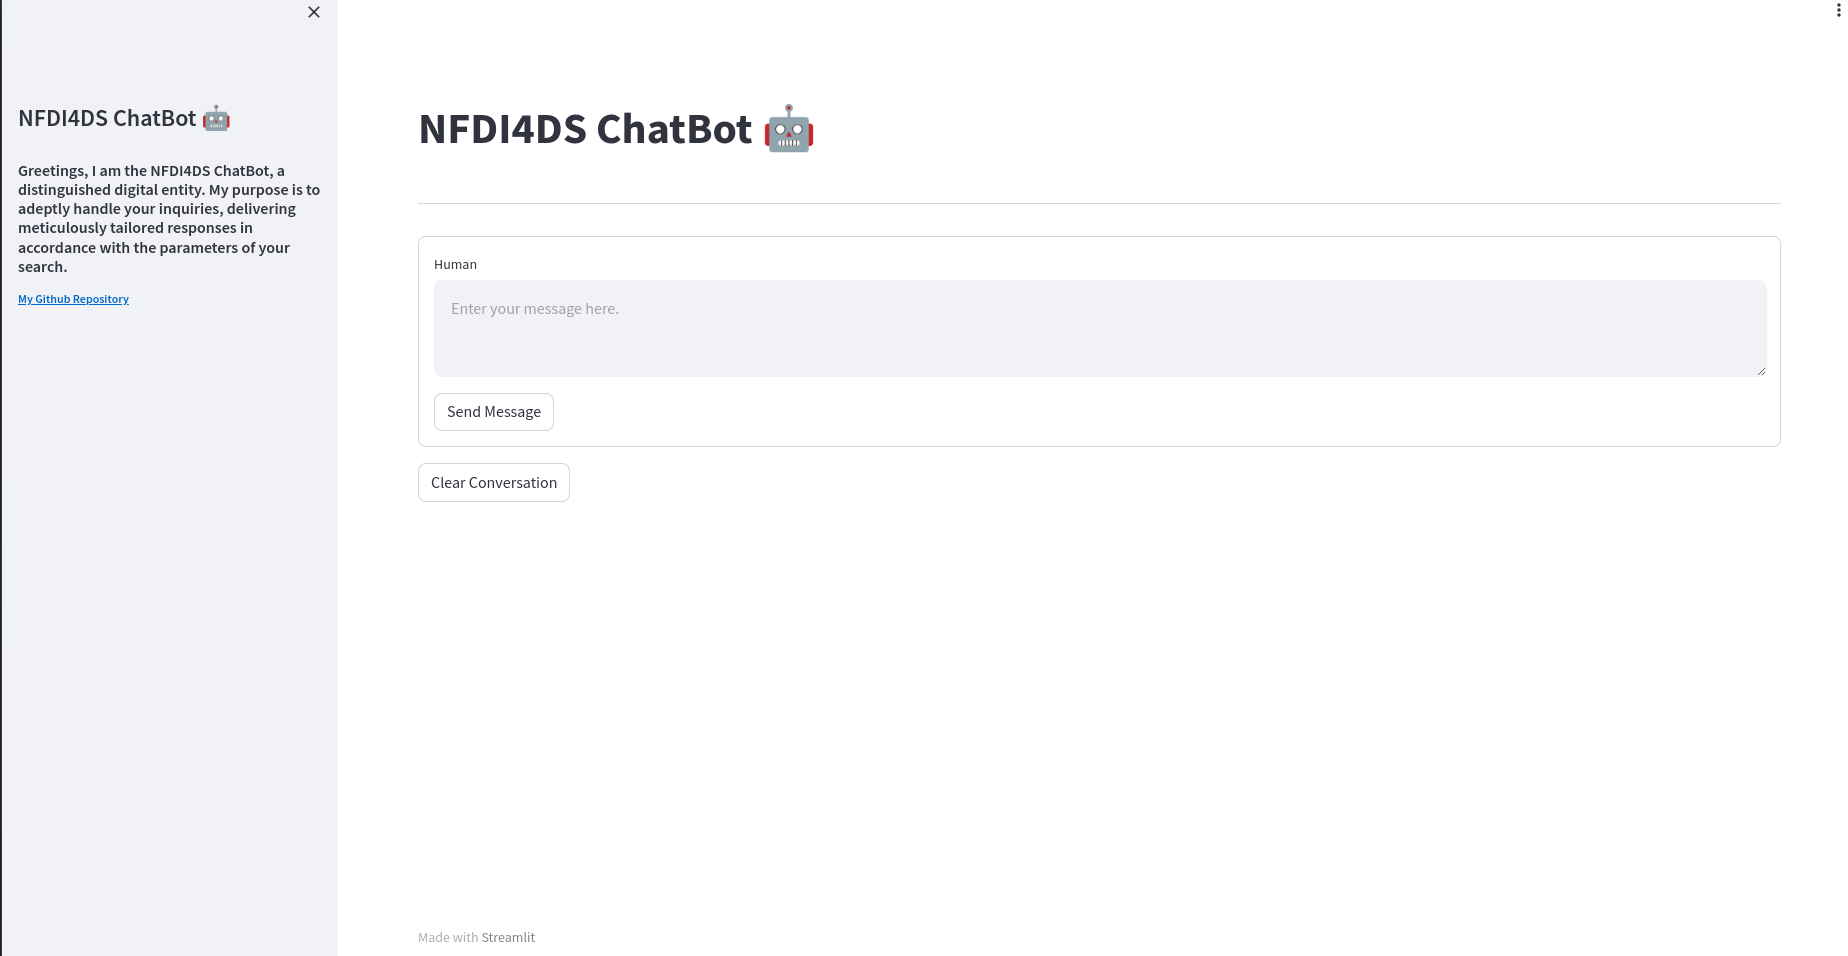 NFDI4DS ChatBot 🤖
Greetings, I am the NFDI4DS ChatBot, a
distinguished digital entity. My purpose is to
adeptly handle your inquiries, delivering
meticulously tailored responses in
accordance with the parameters of your
search.
My Github Repository
NFDI4DS ChatBot 🤖
Human
Enter your message here.
Send Message
Clear Conversation
Made with Streamlit